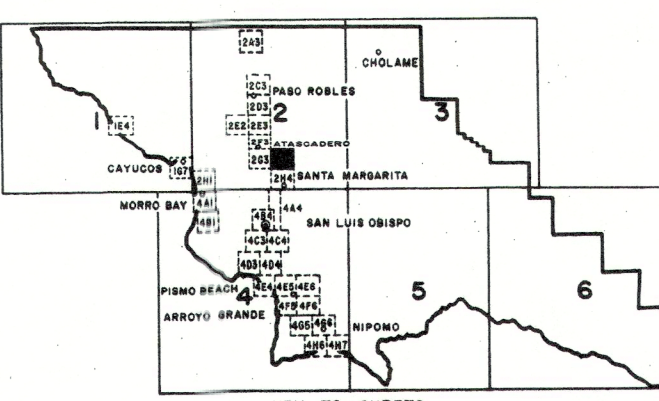 2A3
CHOLAME
2C3
PASO ROBLES
2D3
1
1E4
2E2 2E3
2
3
2F3
ATASCADERO
2G3
CAYUCOS
1G7
2H1
2H4
SANTA MARGARITA
MORRO BAY
4A1
4A4
4B1
4B4
SAN LUIS OBISPO
4C3 4C4
4D3 4D4
PISMO BEACH
4
4E4 4E5 4E6
5
6
4F5 4F6
ARROYO GRANDE
4G5 4G6
NIPOMO
4H6 4H7